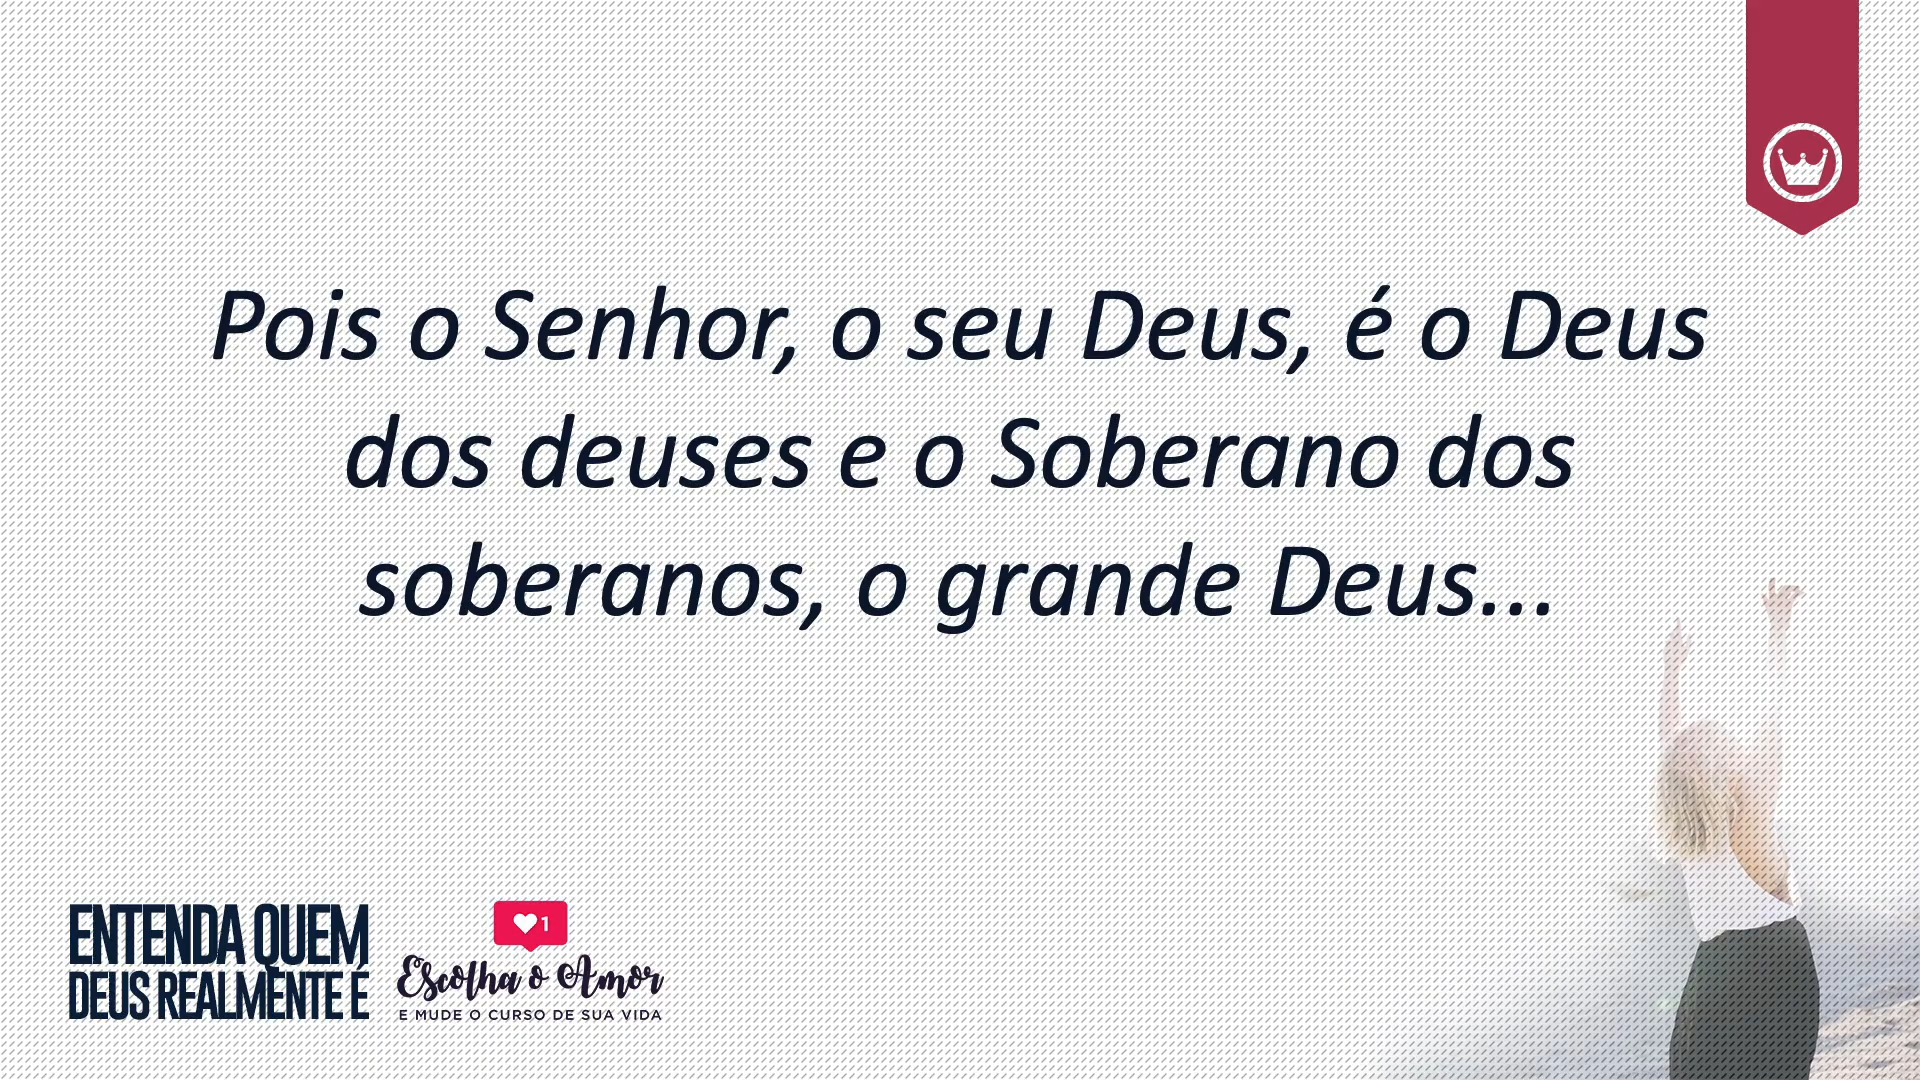 Pois o Senhor, o seu Deus, é o Deus
dos deuses e o Soberano dos
soberanos, o grande Deus...
ENTENDA QUEM
DEUS REALMENTE É
1
Escolha o Amor
E MUDE O CURSO DE SUA VIDA